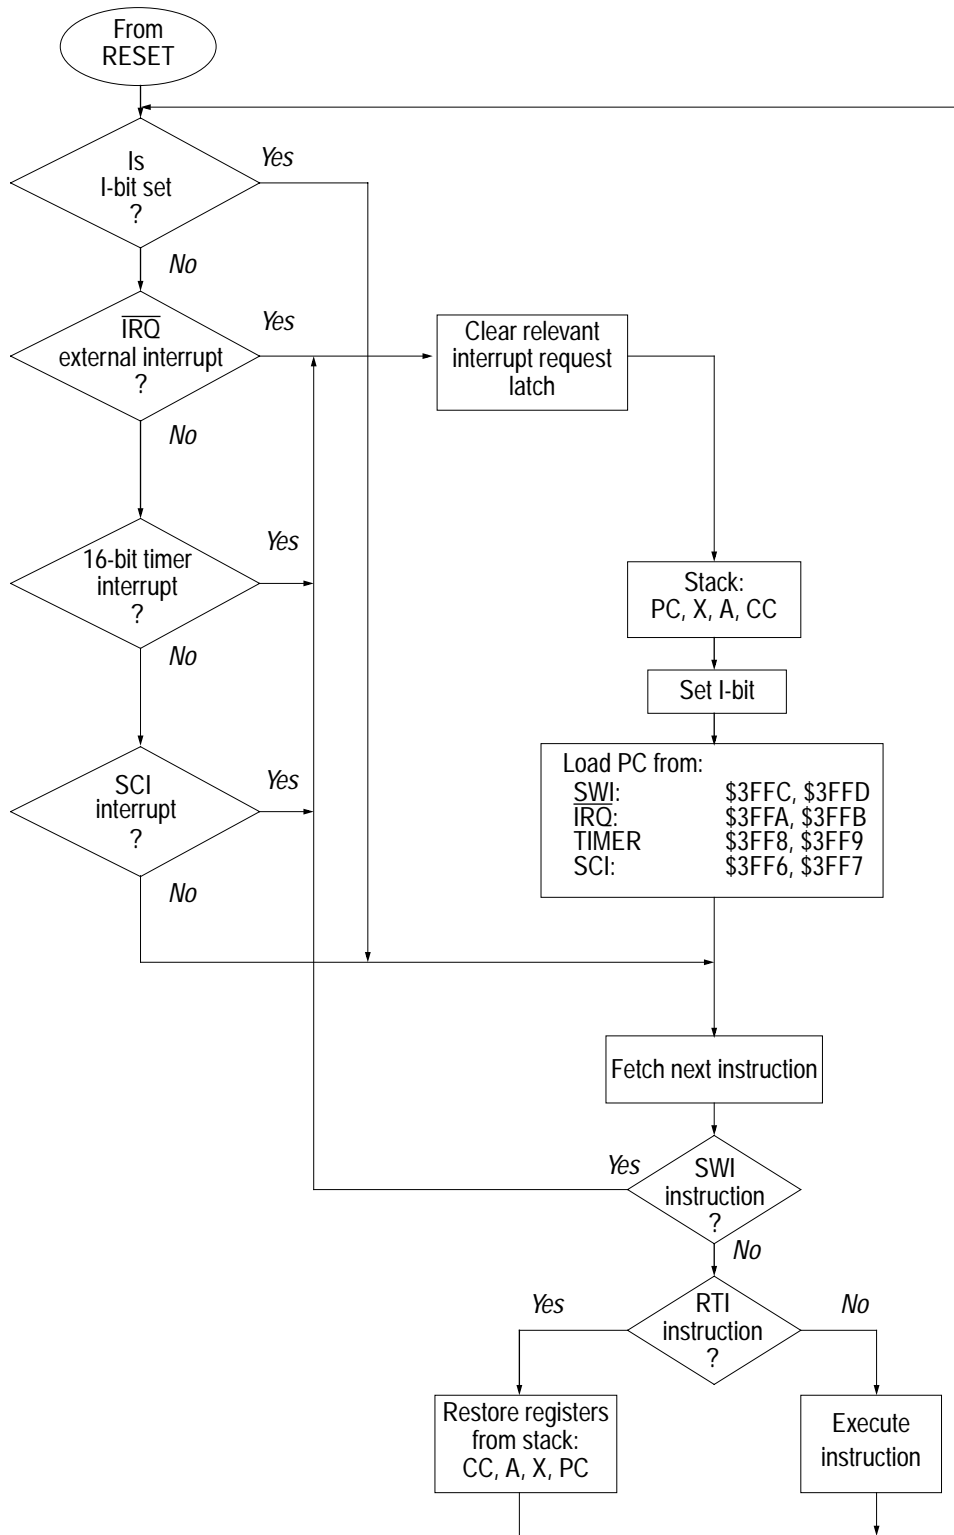 From
RESET
Is
I-bit set
?
Yes
No
IRQ
external interrupt
?
Yes
No
Clear relevant
interrupt request
latch
16-bit timer
interrupt
?
Yes
No
Stack:
PC, X, A, CC
Set I-bit
SCI
interrupt
?
Yes
No
Load PC from:
SWI: $3FFC, $3FFD
IRQ: $3FFA, $3FFB
TIMER $3FF8, $3FF9
SCI: $3FF6, $3FF7
Fetch next instruction
SWI
instruction
?
Yes
No
RTI
instruction
?
Yes
No
Restore registers
from stack:
CC, A, X, PC
Execute
instruction